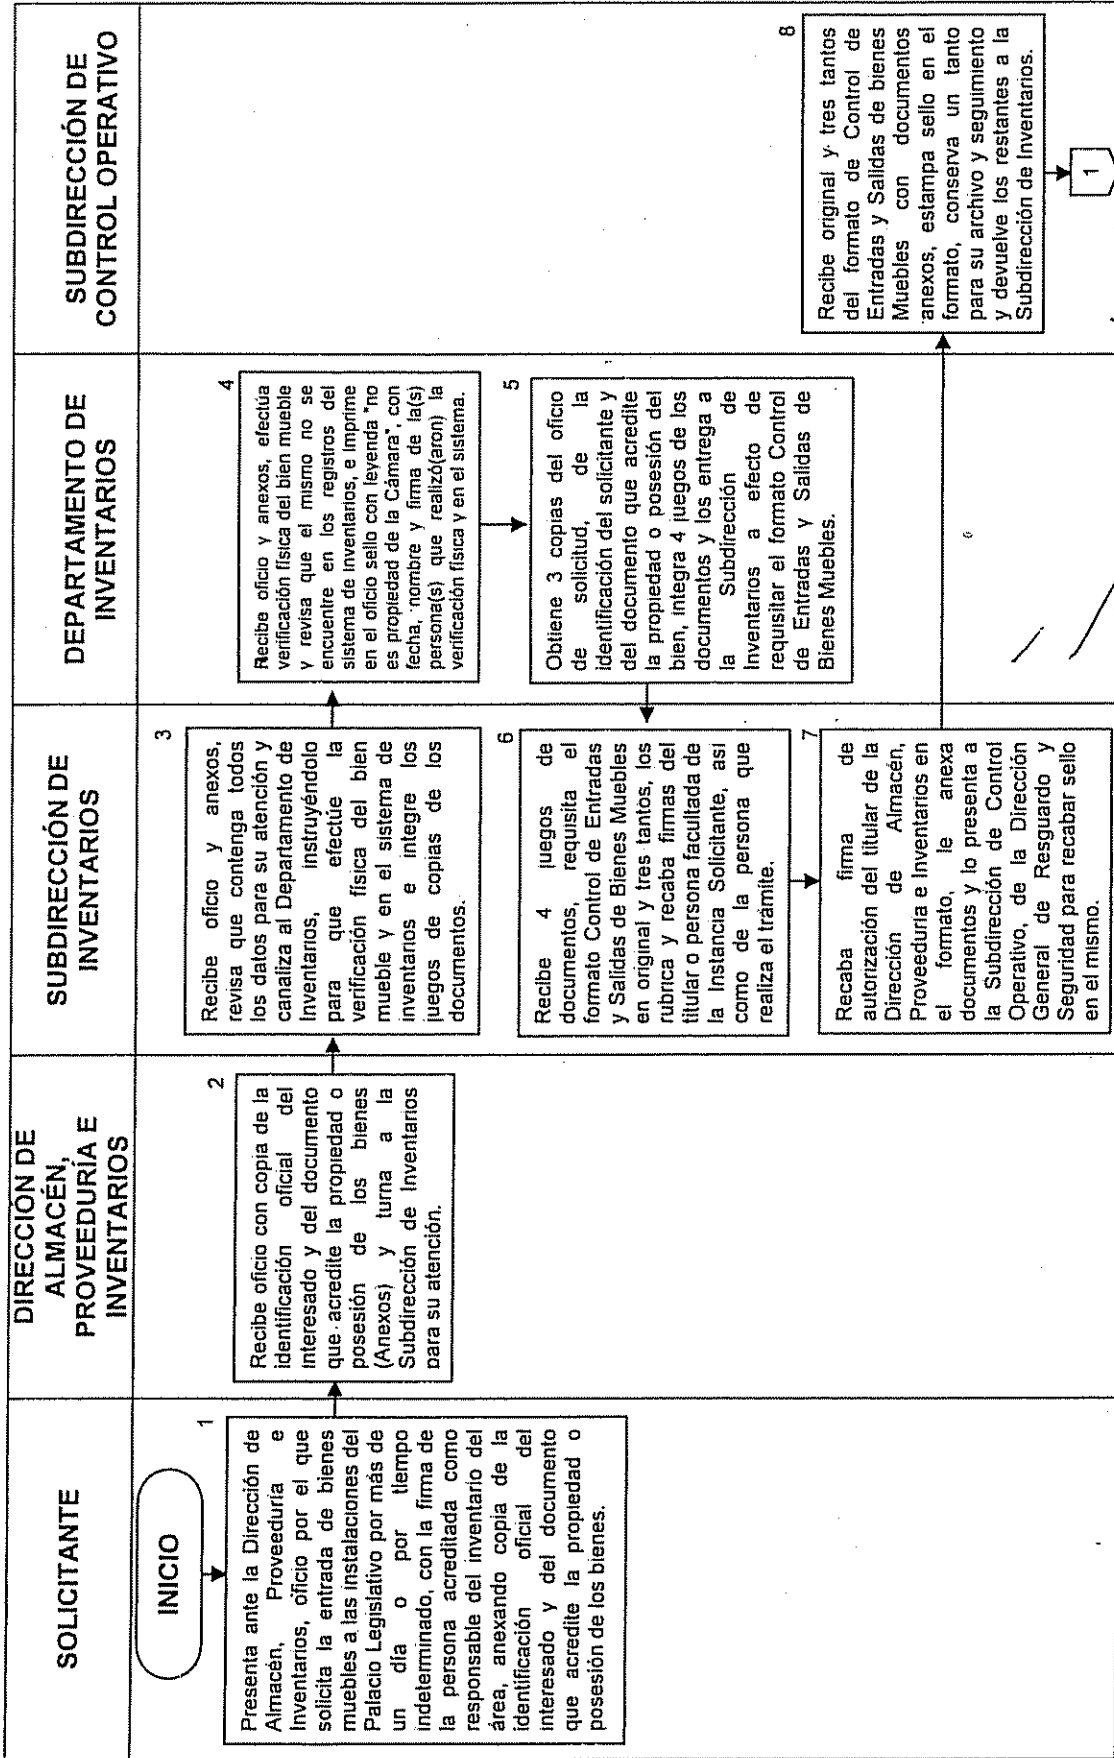 SOLICITANTE
DIRECCIÓN DE
ALMACÉN,
PROVEEDURÍA E
INVENTARIOS
SUBDIRECCIÓN DE
INVENTARIOS
DEPARTAMENTO DE
INVENTARIOS
SUBDIRECCIÓN DE
CONTROL OPERATIVO
INICIO
1
Presenta ante la Dirección de
Almacén, Proveeduría e
Inventarios, oficio por el que
solicita la entrada de bienes
muebles a las instalaciones del
Palacio Legislativo por más de
un día o por tiempo
indeterminado, con la firma de
la persona acreditada como
responsable del inventario del
área, anexando copia de la
identificación oficial del
interesado y del documento
que acredite la propiedad o
posesión de los bienes.
2
Recibe oficio con copia de la
identificación oficial del
interesado y del documento
que acredite la propiedad o
posesión de los bienes
(Anexos) y turna a la
Subdirección de Inventarios
para su atención.
3
Recibe oficio y anexos,
revisa que contenga todos
los datos para su atención y
canaliza al Departamento de
Inventarios, instruyéndolo
para que efectúe la
verificación física del bien
mueble y en el sistema de
inventarios e integre los
juegos de copias de los
documentos.
4
Recibe oficio y anexos, efectúa
verificación física del bien mueble
y revisa que el mismo no se
encuentre en los registros del
sistema de inventarios, e imprime
en el oficio sello con leyenda "no
es propiedad de la Cámara", con
fecha, nombre y firma de la(s)
persona(s) que realizó(aron) la
verificación física y en el sistema.
5
Obtiene 3 copias del oficio
de solicitud, de la
identificación del solicitante y
del documento que acredite
la propiedad o posesión del
bien, integra 4 juegos de los
documentos y los entrega a
la Subdirección de
Inventarios a efecto de
requisitar el formato Control
de Entradas y Salidas de
Bienes Muebles.
6
Recibe 4 juegos de
documentos, requisita el
formato Control de Entradas
y Salidas de Bienes Muebles
en original y tres tantos, los
rubrica y recaba firmas del
titular o persona facultada de
la Instancia Solicitante, así
como de la persona que
realiza el trámite.
7
Recaba firma de
autorización del titular de la
Dirección de Almacén,
Proveeduría e Inventarios en
el formato, le anexa
documentos y lo presenta a
la Subdirección de Control
Operativo, de la Dirección
General de Resguardo y
Seguridad para recabar sello
en el mismo.
8
Recibe original y tres tantos
del formato de Control de
Entradas y Salidas de bienes
Muebles con documentos
anexos, estampa sello en el
formato, conserva un tanto
para su archivo y seguimiento
y devuelve los restantes a la
Subdirección de Inventarios.
1